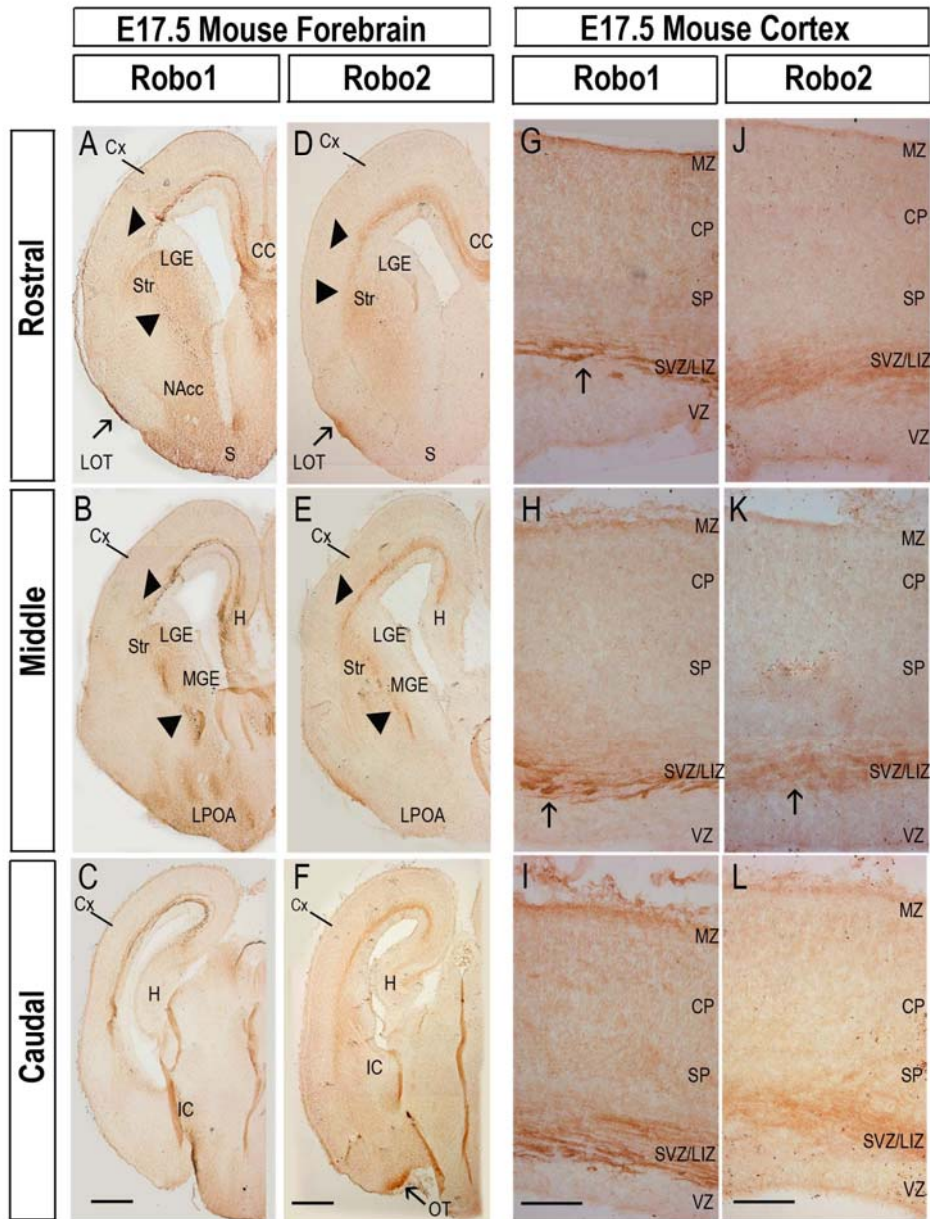 E17.5 Mouse Forebrain
E17.5 Mouse Cortex
Robo1
Robo2
Robo1
Robo2
Rostral
A
Cx
CC
LGE
Str
NAcc
LOT
S
D
Cx
CC
LGE
Str
LOT
S
G
MZ
CP
SP
SVZ/LIZ
VZ
J
MZ
CP
SP
SVZ/LIZ
VZ
Middle
B
Cx
H
LGE
Str
MGE
LPOA
E
Cx
H
LGE
Str
MGE
LPOA
H
MZ
CP
SP
SVZ/LIZ
VZ
K
MZ
CP
SP
SVZ/LIZ
VZ
Caudal
C
Cx
H
IC
F
Cx
H
IC
OT
I
MZ
CP
SP
SVZ/LIZ
VZ
L
MZ
CP
SP
SVZ/LIZ
VZ